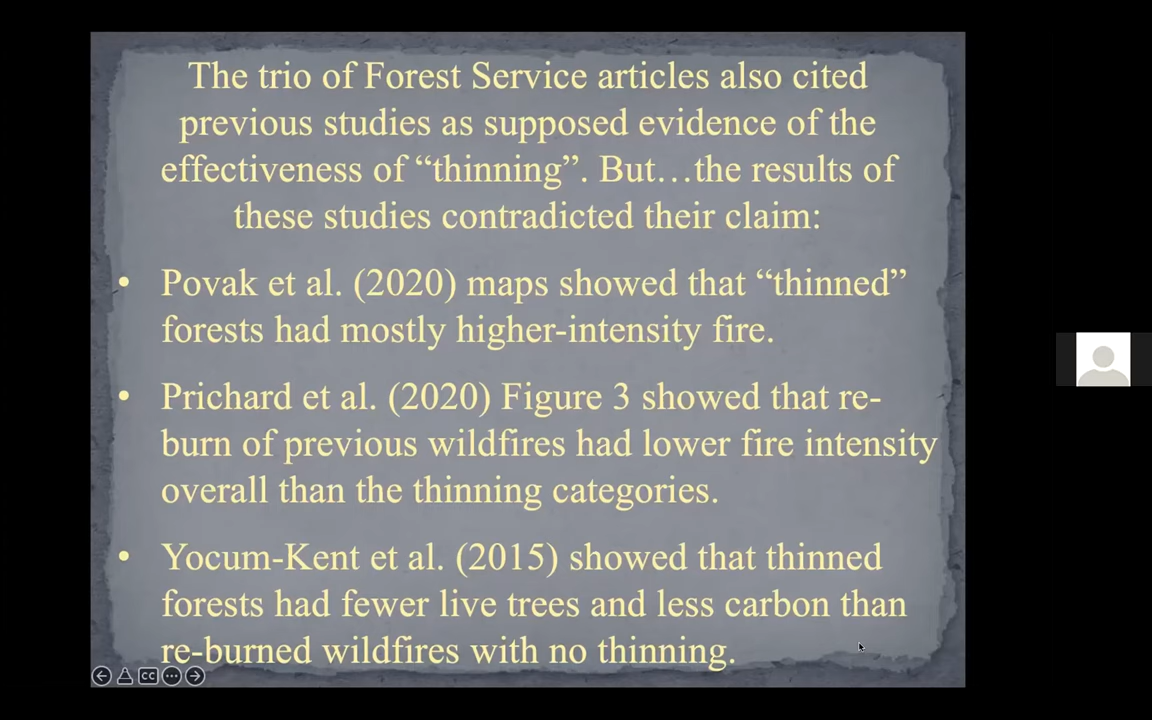 The trio of Forest Service articles also cited
previous studies as supposed evidence of the
effectiveness of “thinning”. But…the results of
these studies contradicted their claim:
• Povak et al. (2020) maps showed that “thinned”
forests had mostly higher-intensity fire.
• Prichard et al. (2020) Figure 3 showed that re-
burn of previous wildfires had lower fire intensity
overall than the thinning categories.
• Yocum-Kent et al. (2015) showed that thinned
forests had fewer live trees and less carbon than
re-burned wildfires with no thinning.
CC